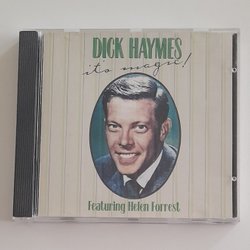 DICK HAYMES
it's magic!
Featuring Helen Forrest